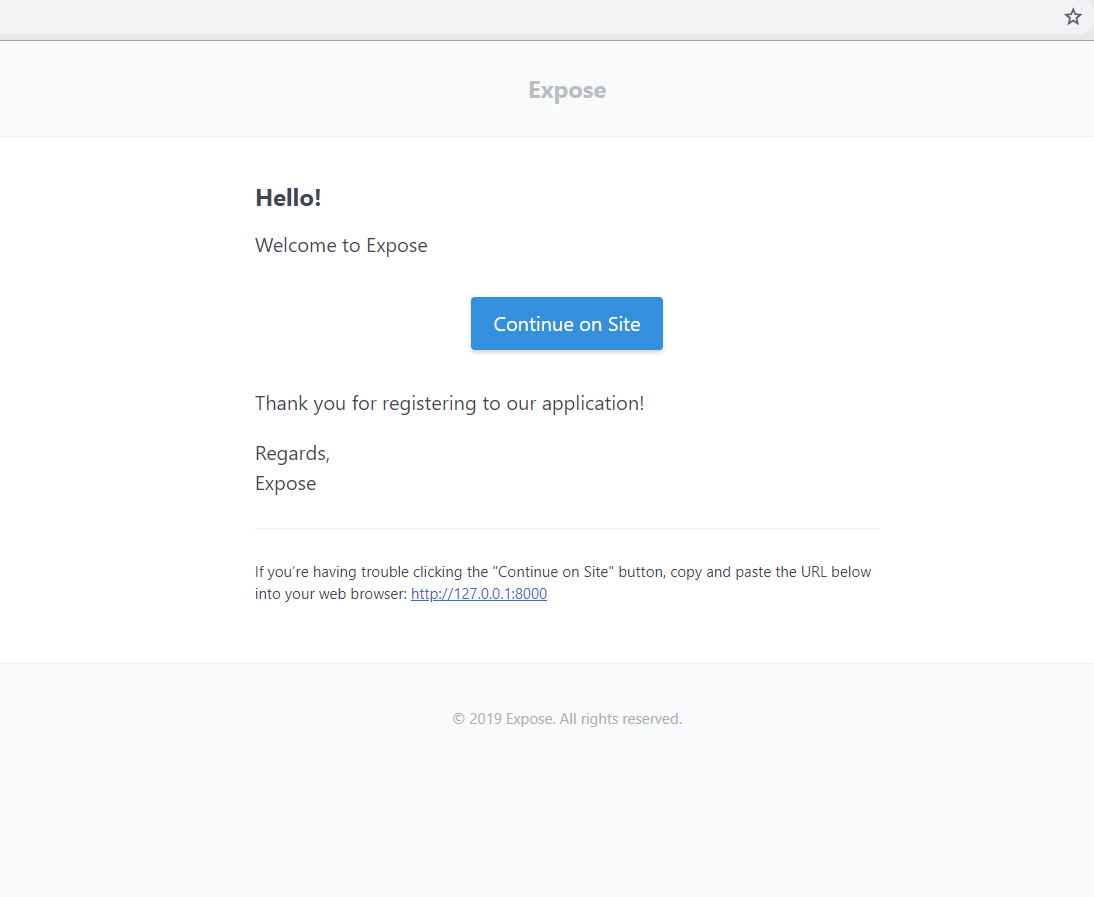 Expose
Hello!
Welcome to Expose
Continue on Site
Thank you for registering to our application!
Regards,
Expose
If you’re having trouble clicking the "Continue on Site" button, copy and paste the URL below
into your web browser: http://127.0.0.1:8000
© 2019 Expose. All rights reserved.